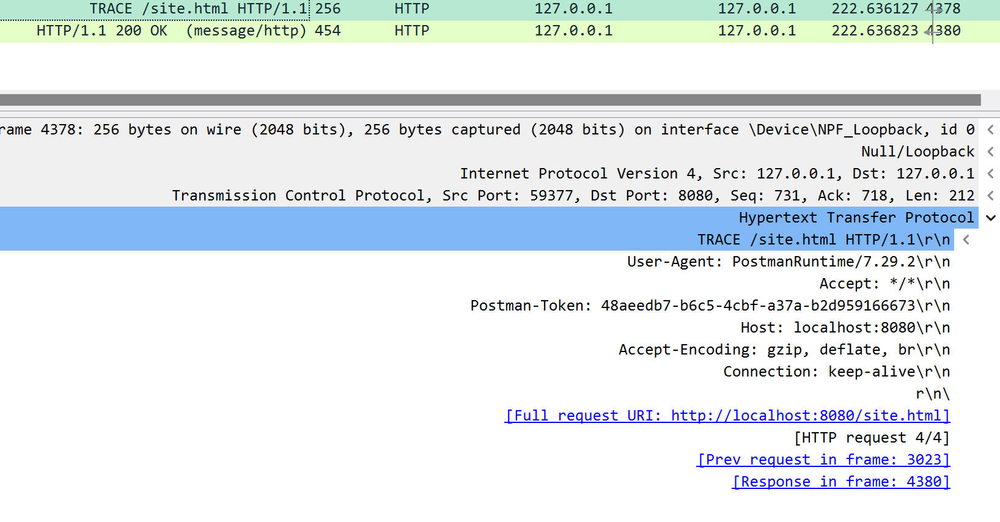 TRACE /site.html HTTP/1.1 256 HTTP 127.0.0.1 127.0.0.1 222.636127 4378
HTTP/1.1 200 OK (message/http) 454 HTTP 127.0.0.1 127.0.0.1 222.636823 4380
rame 4378: 256 bytes on wire (2048 bits), 256 bytes captured (2048 bits) on interface \Device\NPF_Loopback, id 0
Null/Loopback
Internet Protocol Version 4, Src: 127.0.0.1, Dst: 127.0.0.1
Transmission Control Protocol, Src Port: 59377, Dst Port: 8080, Seq: 731, Ack: 718, Len: 212
Hypertext Transfer Protocol
TRACE /site.html HTTP/1.1\r\n
User-Agent: PostmanRuntime/7.29.2\r\n
Accept: */*\r\n
Postman-Token: 48aeedb7-b6c5-4cbf-a37a-b2d959166673\r\n
Host: localhost:8080\r\n
Accept-Encoding: gzip, deflate, br\r\n
Connection: keep-alive\r\n
r\n\
[Full request URI: http://localhost:8080/site.html]
[HTTP request 4/4]
[Prev request in frame: 3023]
[Response in frame: 4380]